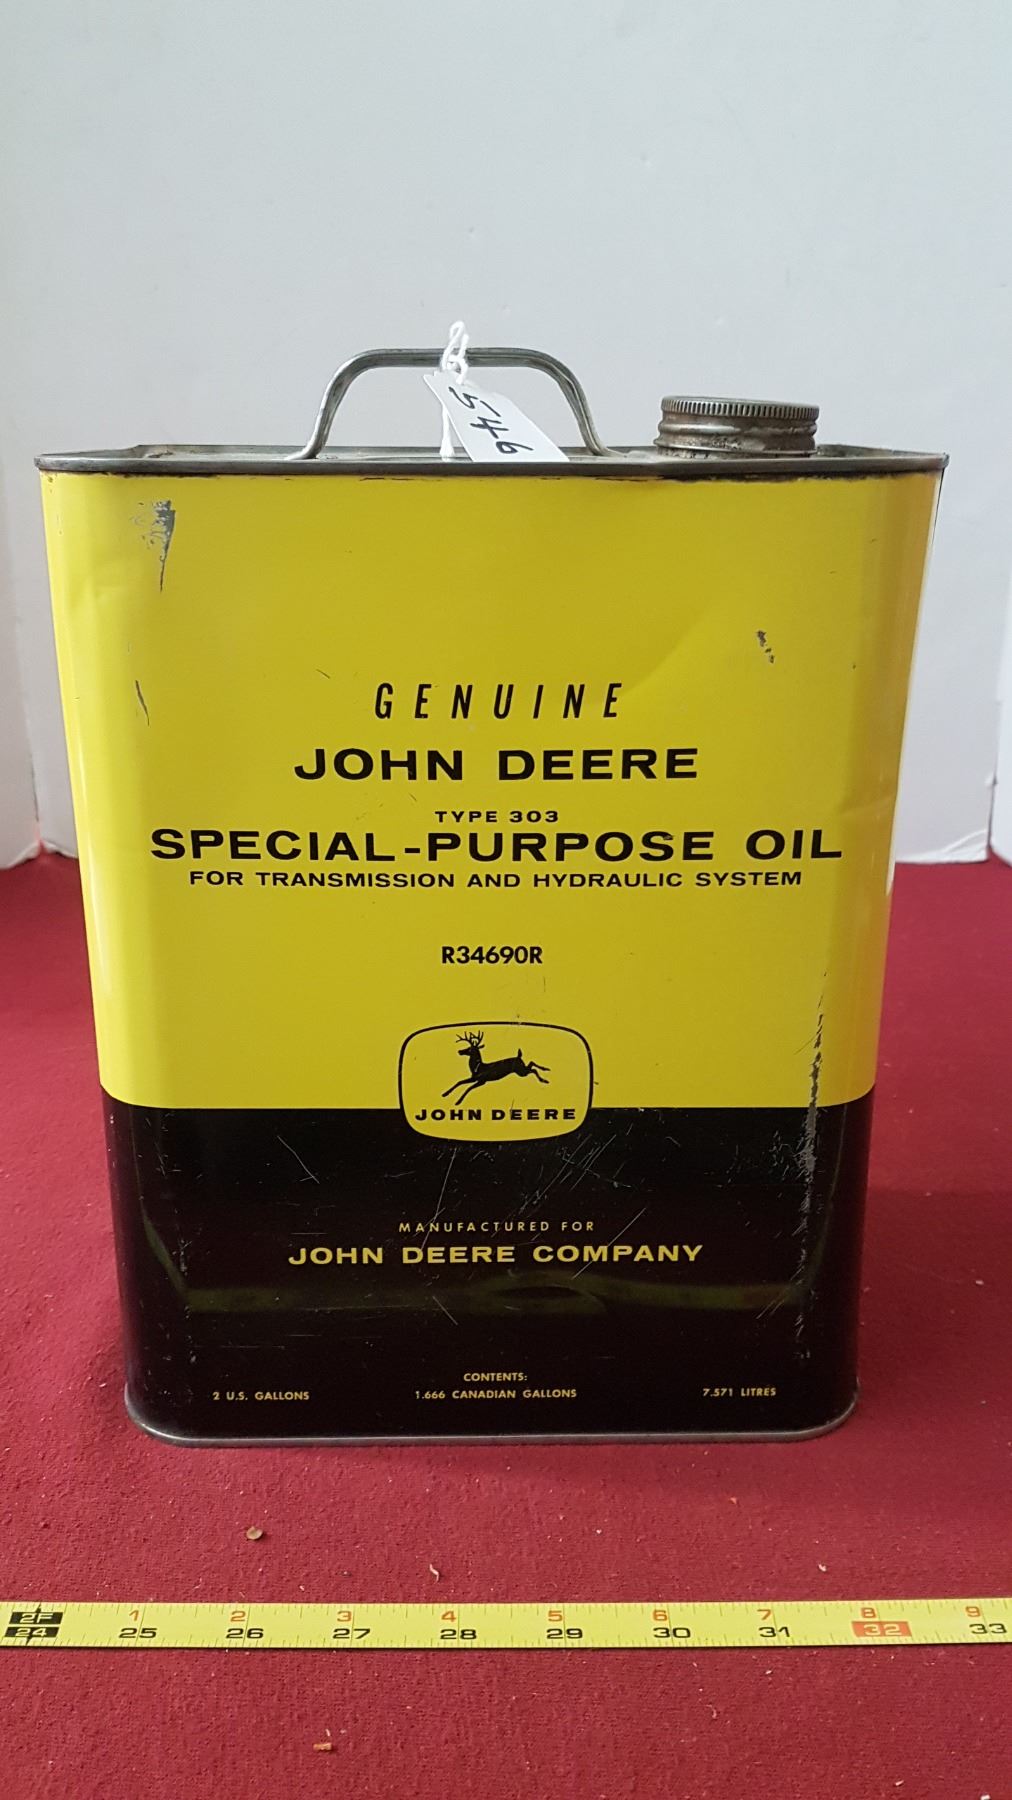 546
GENUINE
JOHN DEERE
TYPE 303
SPECIAL-PURPOSE OIL
FOR TRANSMISSION AND HYDRAULIC SYSTEM
R34690R
JOHN DEERE
MANUFACTURED FOR
JOHN DEERE COMPANY
CONTENTS:
2 U.S. GALLONS 1.666 CANADIAN GALLONS 7.571 LITRES
2F 1 2 3 4 5 6 7 8 9
24 25 26 27 28 29 30 31 32 33